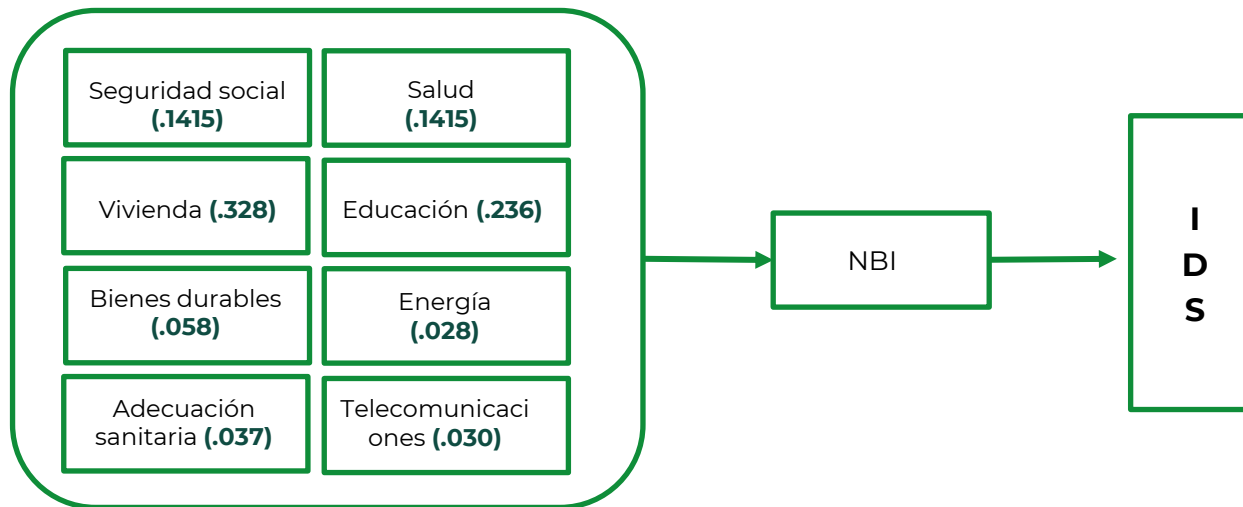 Seguridad social
(.1415)
Salud
(.1415)
Vivienda (.328)
Educación (.236)
Bienes durables
(.058)
Energía
(.028)
Adecuación
sanitaria (.037)
Telecomunicaci
ones (.030)
NBI
I
D
S